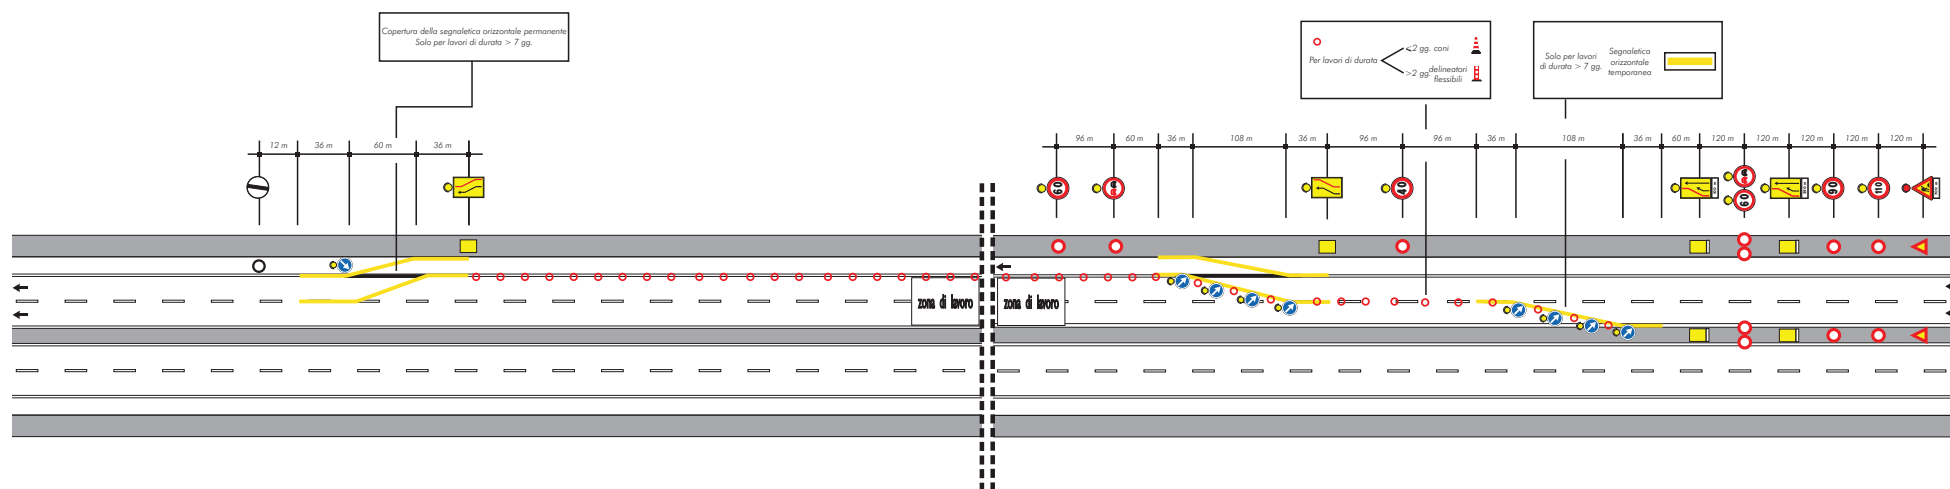 Copertura della segnaletica orizzontale permanente
Solo per lavori di durata > 7 gg.
Per lavori di durata
<2 gg. coni
>2 gg. delineatori
flessibili
Solo per lavori
di durata > 7 gg.
Segnaletica
orizzontale
temporanea
12 m
36 m
60 m
36 m
96 m
60 m
36 m
108 m
36 m
96 m
96 m
36 m
108 m
36 m
60 m
120 m
120 m
120 m
120 m
120 m
60
40
60
90
110
zona di lavoro
zona di lavoro